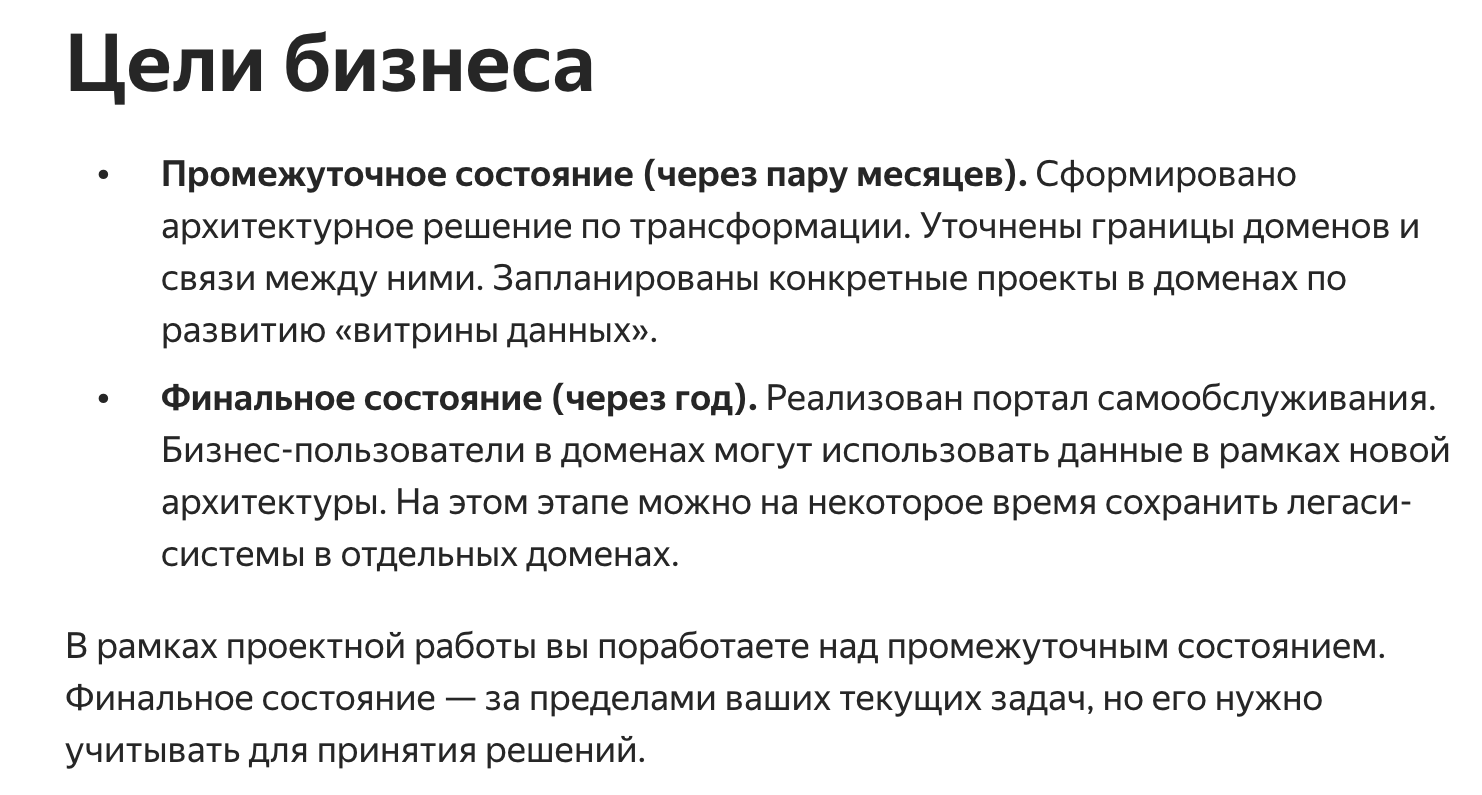 Цели бизнеса
• Промежуточное состояние (через пару месяцев). Сформировано
архитектурное решение по трансформации. Уточнены границы доменов и
связи между ними. Запланированы конкретные проекты в доменах по
развитию «витрины данных».
• Финальное состояние (через год). Реализован портал самообслуживания.
Бизнес-пользователи в доменах могут использовать данные в рамках новой
архитектуры. На этом этапе можно на некоторое время сохранить легаси-
системы в отдельных доменах.
В рамках проектной работы вы поработаете над промежуточным состоянием.
Финальное состояние — за пределами ваших текущих задач, но его нужно
учитывать для принятия решений.